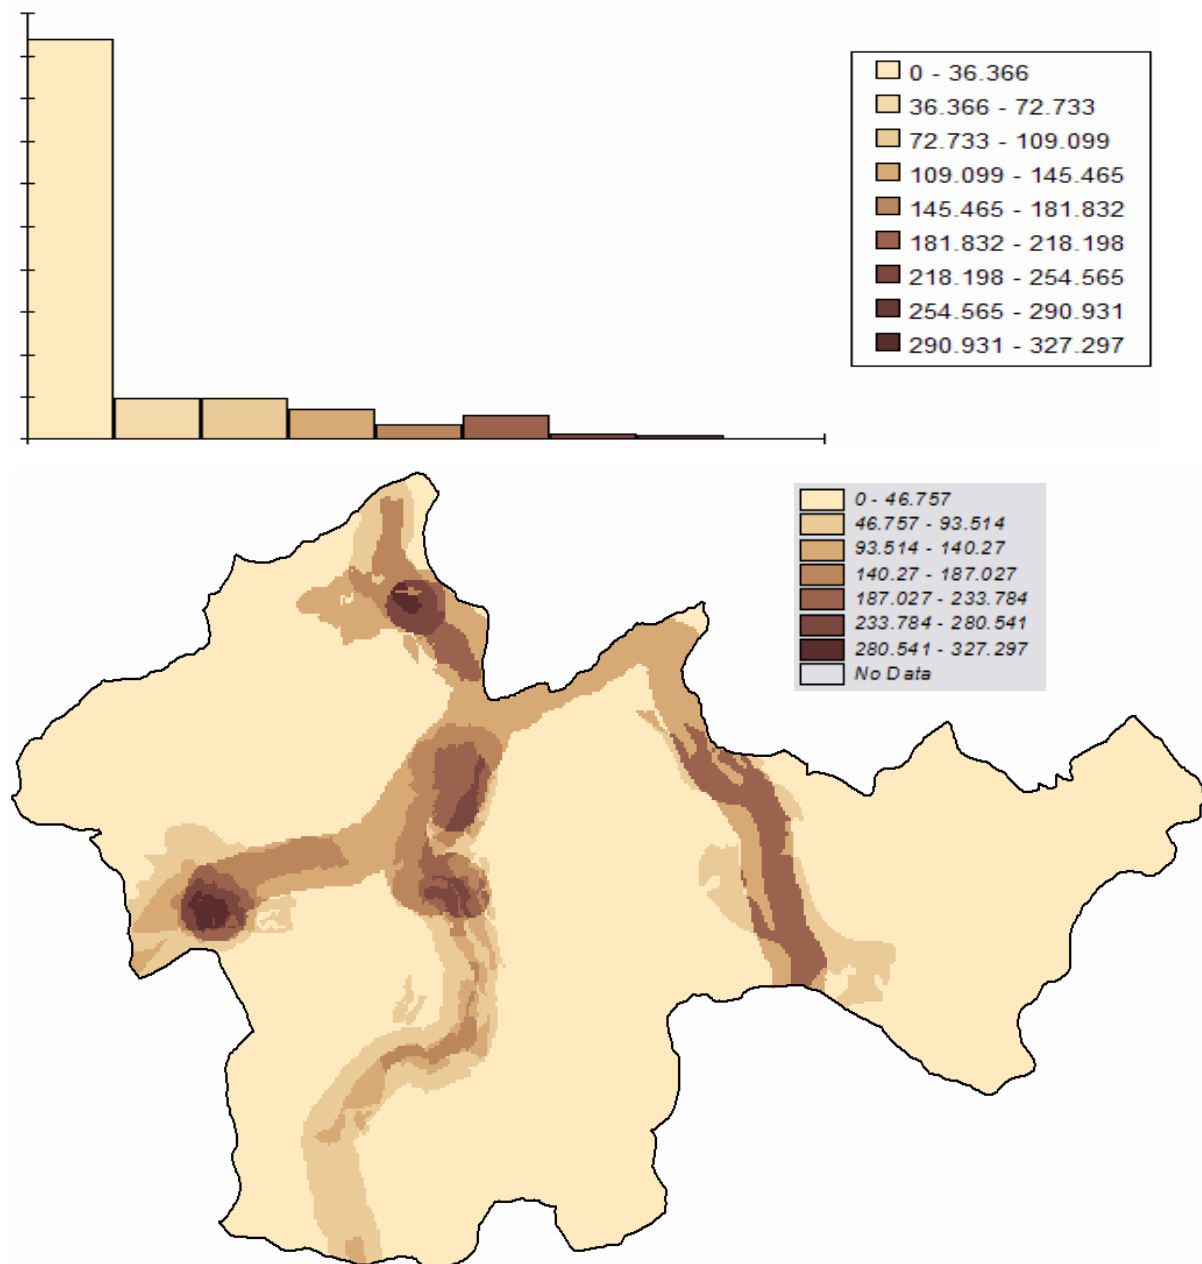 0 - 36.366
36.366 - 72.733
72.733 - 109.099
109.099 - 145.465
145.465 - 181.832
181.832 - 218.198
218.198 - 254.565
254.565 - 290.931
290.931 - 327.297
0 - 46.757
46.757 - 93.514
93.514 - 140.27
140.27 - 187.027
187.027 - 233.784
233.784 - 280.541
280.541 - 327.297
No Data